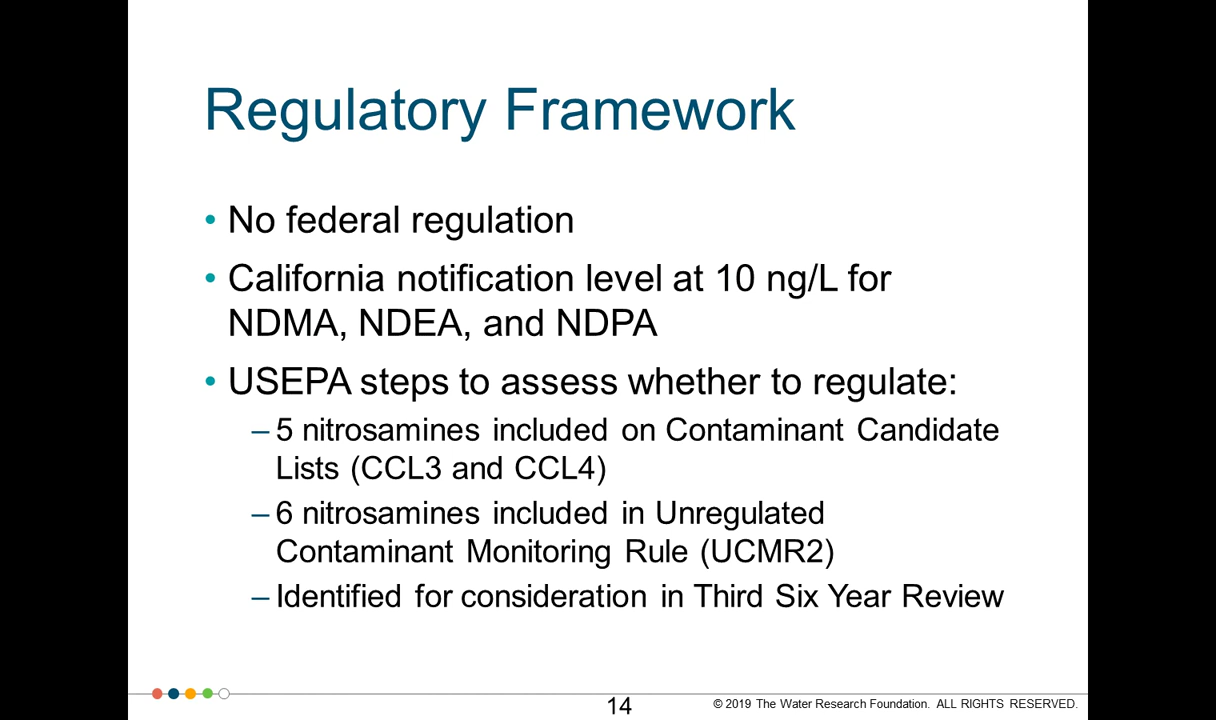 Regulatory Framework
• No federal regulation
• California notification level at 10 ng/L for
NDMA, NDEA, and NDPA
• USEPA steps to assess whether to regulate:
– 5 nitrosamines included on Contaminant Candidate
Lists (CCL3 and CCL4)
– 6 nitrosamines included in Unregulated
Contaminant Monitoring Rule (UCMR2)
– Identified for consideration in Third Six Year Review
14
© 2019 The Water Research Foundation. ALL RIGHTS RESERVED.